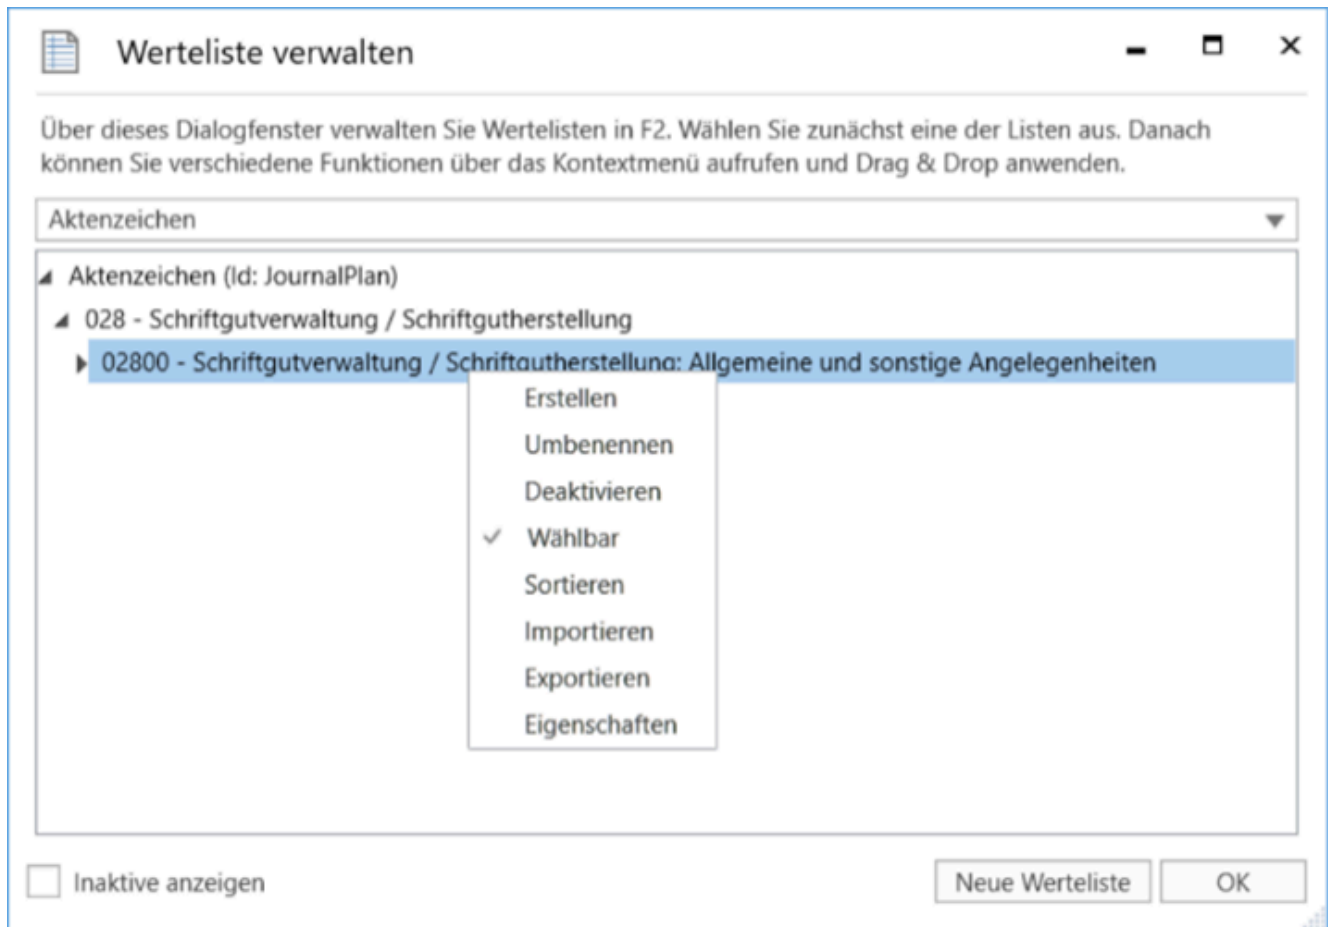 Werteliste verwalten
Über dieses Dialogfenster verwalten Sie Wertelisten in F2. Wählen Sie zunächst eine der Listen aus. Danach
können Sie verschiedene Funktionen über das Kontextmenü aufrufen und Drag & Drop anwenden.
Aktenzeichen
Aktenzeichen (Id: JournalPlan)
028 - Schriftgutverwaltung / Schriftgutherstellung
02800 - Schriftgutverwaltung / Schriftgutherstellung: Allgemeine und sonstige Angelegenheiten
Erstellen
Umbenennen
Deaktivieren
Wählbar
Sortieren
Importieren
Exportieren
Eigenschaften
Inaktive anzeigen
Neue Werteliste
OK